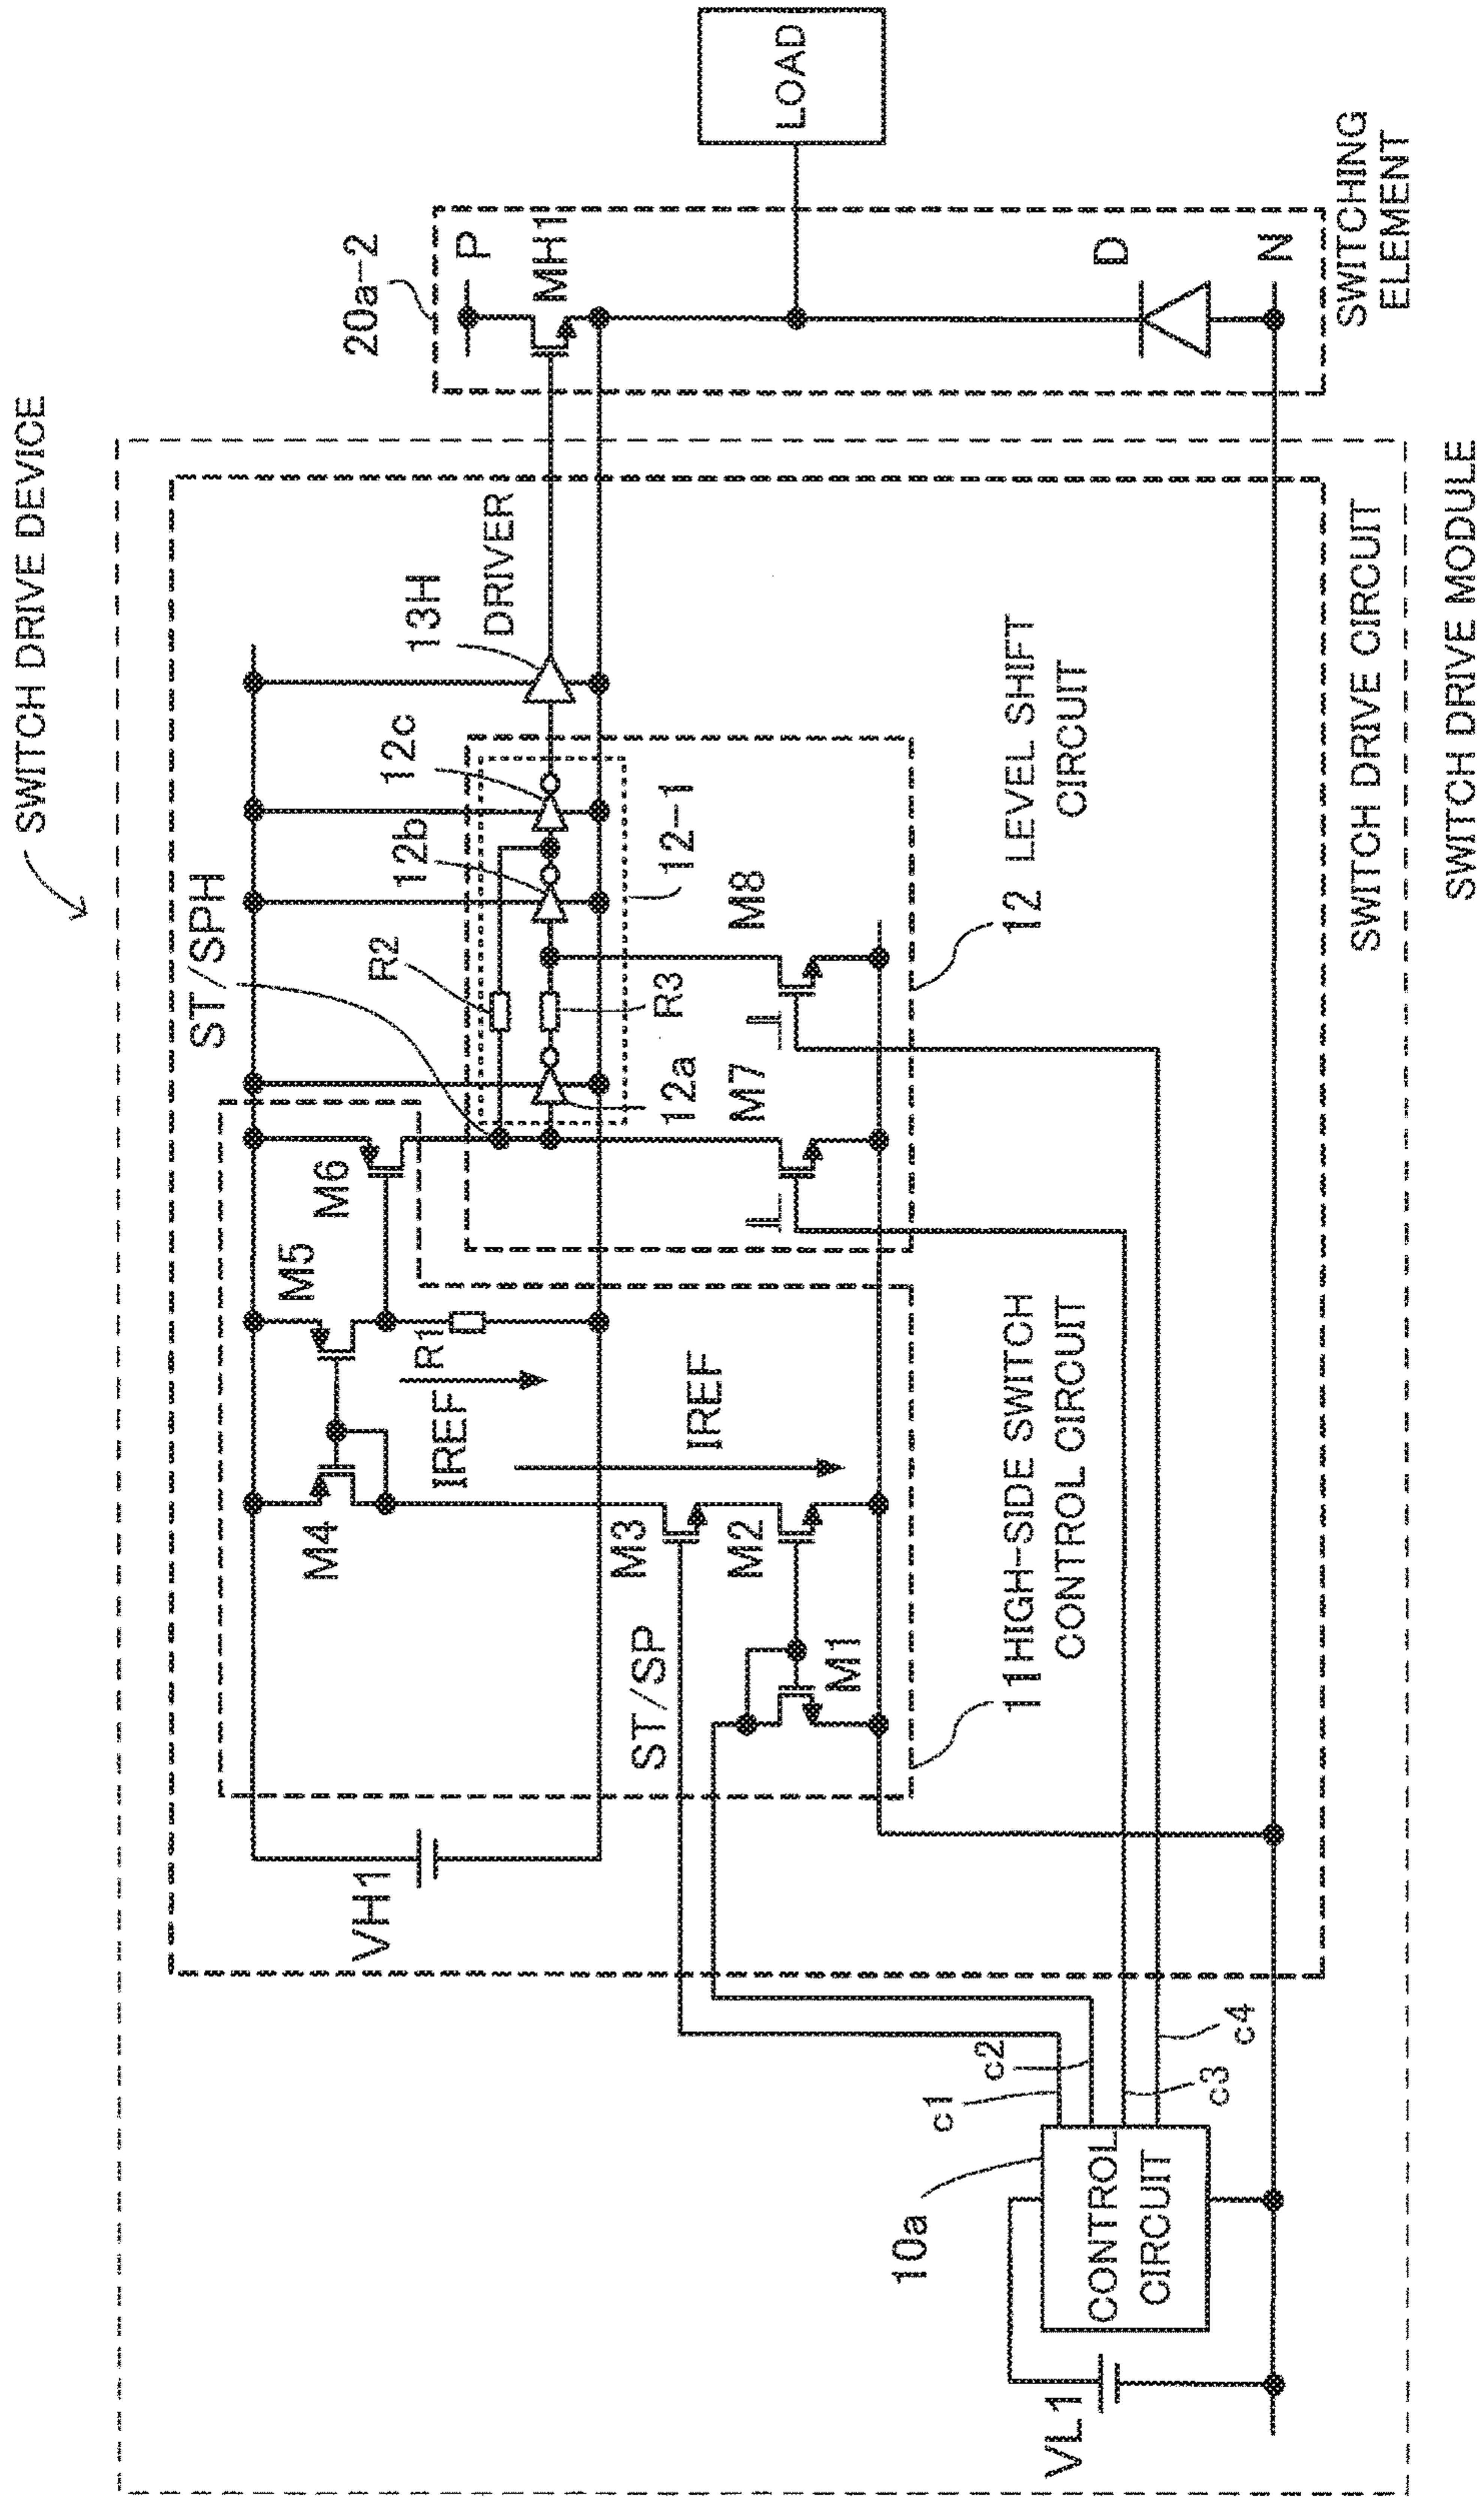 SWITCH DRIVE DEVICE
20a-2
P
MH1
LOAD
D
N
SWITCHING
ELEMENT
ST/SPH
12c
13H
DRIVER
12b
R2
R3
12a
12-1
M8
M7
12 LEVEL SHIFT
CIRCUIT
M6
M5
R1
IREF
IREF
M4
M3
M2
ST/SP
M1
11 HIGH-SIDE SWITCH
CONTROL CIRCUIT
VH1
SWITCH DRIVE CIRCUIT
SWITCH DRIVE MODULE
c1
c2
c3
c4
10a
CONTROL
CIRCUIT
VL1